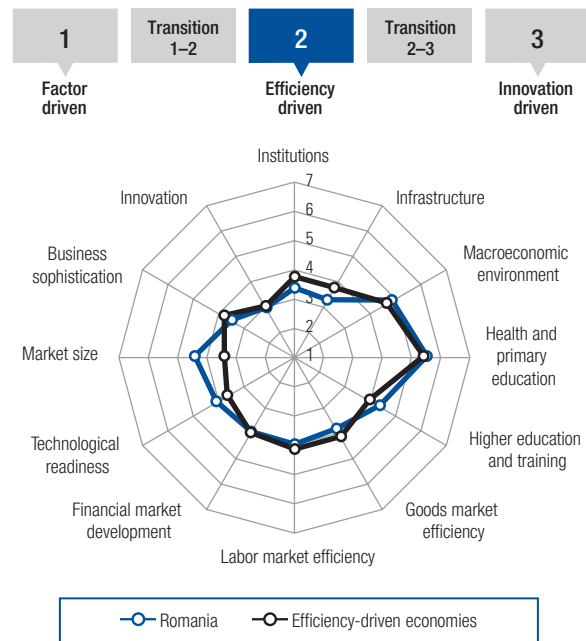 1
Transition
1–2
2
Transition
2–3
3
Factor
driven
Efficiency
driven
Innovation
driven
Institutions
7
Innovation
6
Infrastructure
5
Business
sophistication
4
Macroeconomic
environment
3
2
Market size
1
Health and
primary
education
Technological
readiness
Higher education
and training
Financial market
development
Goods market
efficiency
Labor market efficiency
Romania
Efficiency-driven economies